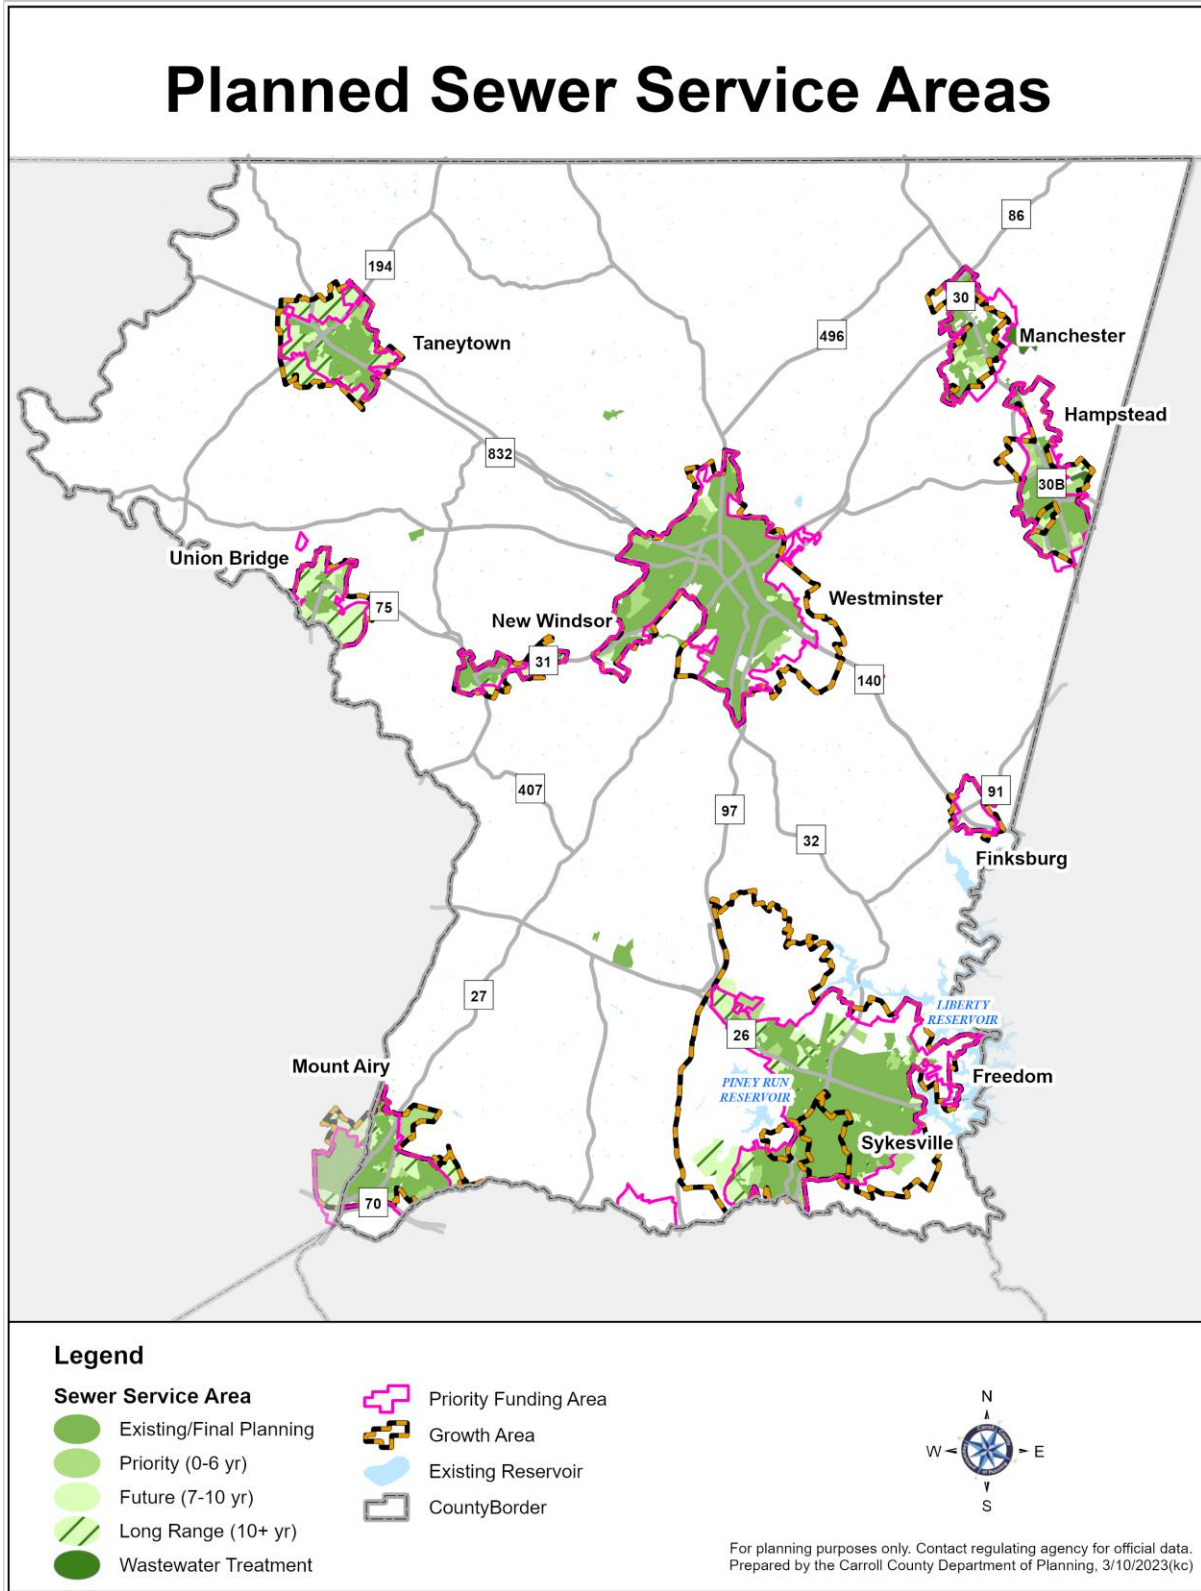 Planned Sewer Service Areas
86
194
30
496
Manchester
Taneytown
Hampstead
832
30B
Union Bridge
75
Westminster
New Windsor
31
140
407
91
97
32
Finksburg
27
LIBERTY
RESERVOIR
26
Mount Airy
PINEY RUN
RESERVOIR
Freedom
Sykesville
70
Legend
Sewer Service Area
Existing/Final Planning
Priority (0-6 yr)
Future (7-10 yr)
Long Range (10+ yr)
Wastewater Treatment
Priority Funding Area
Growth Area
Existing Reservoir
CountyBorder
N
W
E
S
For planning purposes only. Contact regulating agency for official data.
Prepared by the Carroll County Department of Planning, 3/10/2023(kc)